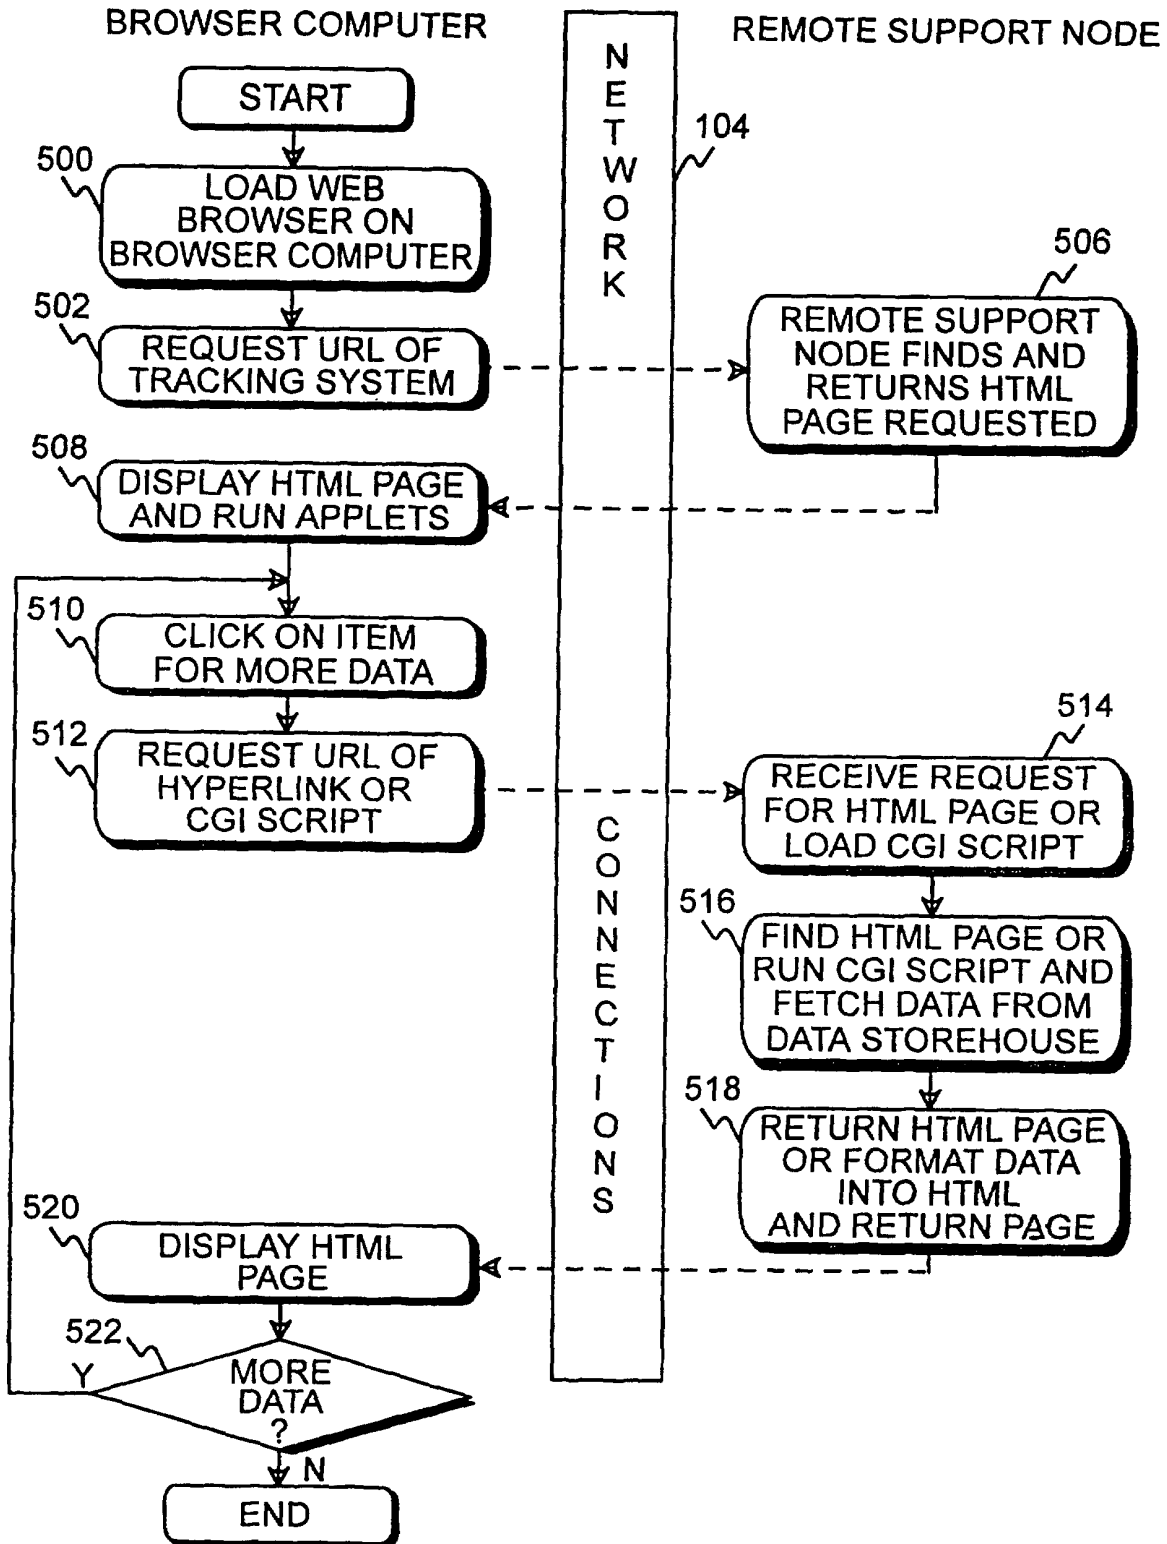 BROWSER COMPUTER
REMOTE SUPPORT NODE
NETWORK
CONNECTIONS
104
START
500
LOAD WEB
BROWSER ON
BROWSER COMPUTER
502
REQUEST URL OF
TRACKING SYSTEM
506
REMOTE SUPPORT
NODE FINDS AND
RETURNS HTML
PAGE REQUESTED
508
DISPLAY HTML PAGE
AND RUN APPLETS
510
CLICK ON ITEM
FOR MORE DATA
512
REQUEST URL OF
HYPERLINK OR
CGI SCRIPT
514
RECEIVE REQUEST
FOR HTML PAGE OR
LOAD CGI SCRIPT
516
FIND HTML PAGE OR
RUN CGI SCRIPT AND
FETCH DATA FROM
DATA STOREHOUSE
518
RETURN HTML PAGE
OR FORMAT DATA
INTO HTML
AND RETURN PAGE
520
DISPLAY HTML
PAGE
522
Y
MORE
DATA
?
N
END